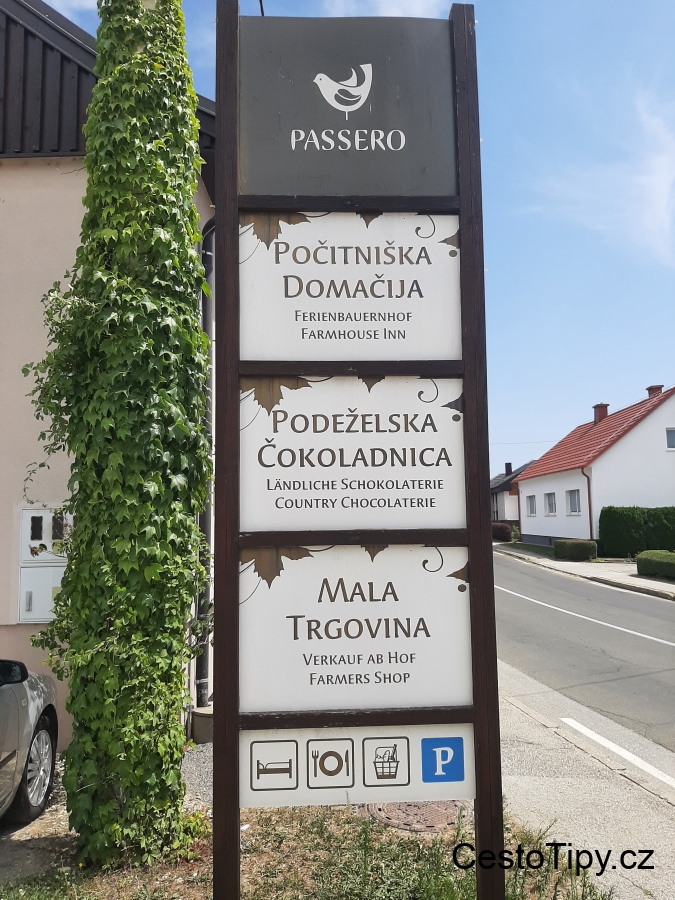 PASSERO
POČITNIŠKA
DOMAČIJA
FERIENBAUERNHOF
FARMHOUSE INN
PODEŽELSKA
ČOKOLADNICA
LÄNDLICHE SCHOKOLATERIE
COUNTRY CHOCOLATERIE
MALA
TRGOVINA
VERKAUF AB HOF
FARMERS SHOP
P
CestoTipy.cz